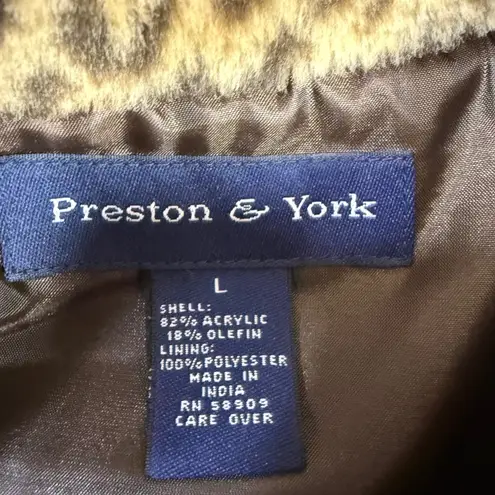 Preston & York
L
SHELL:
82% ACRYLIC
18% OLEFIN
LINING:
100%POLYESTER
MADE IN
INDIA
RN 58909
CARE OVER